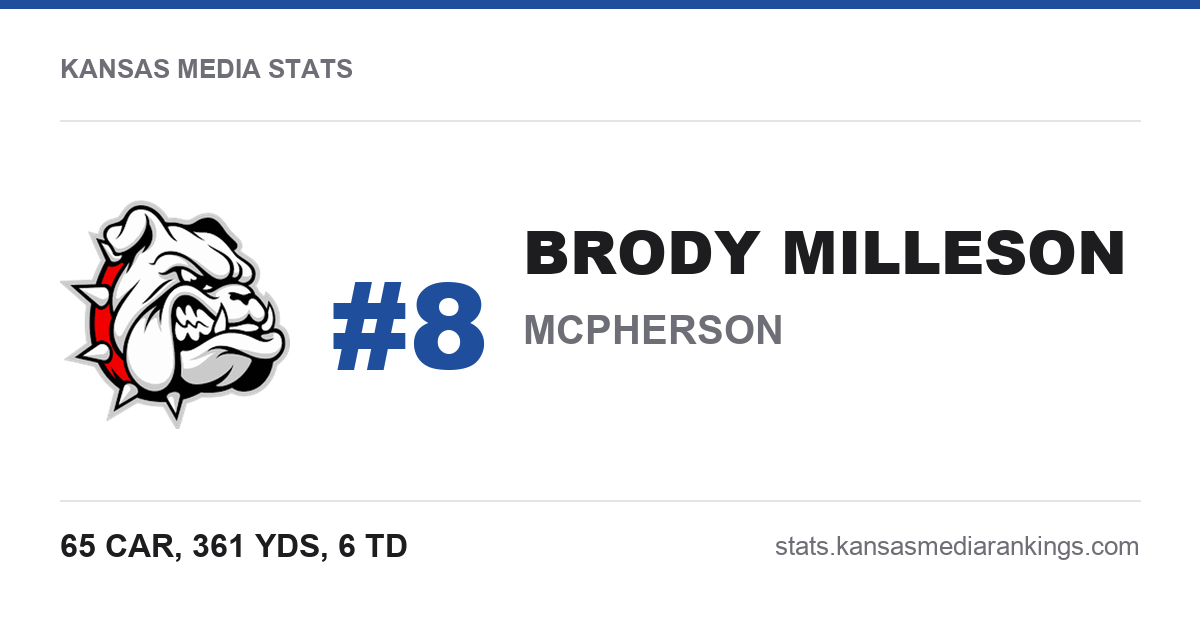 KANSAS MEDIA STATS
#8
BRODY MILLESON
MCPHERSON
65 CAR, 361 YDS, 6 TD
stats.kansasmediarankings.com